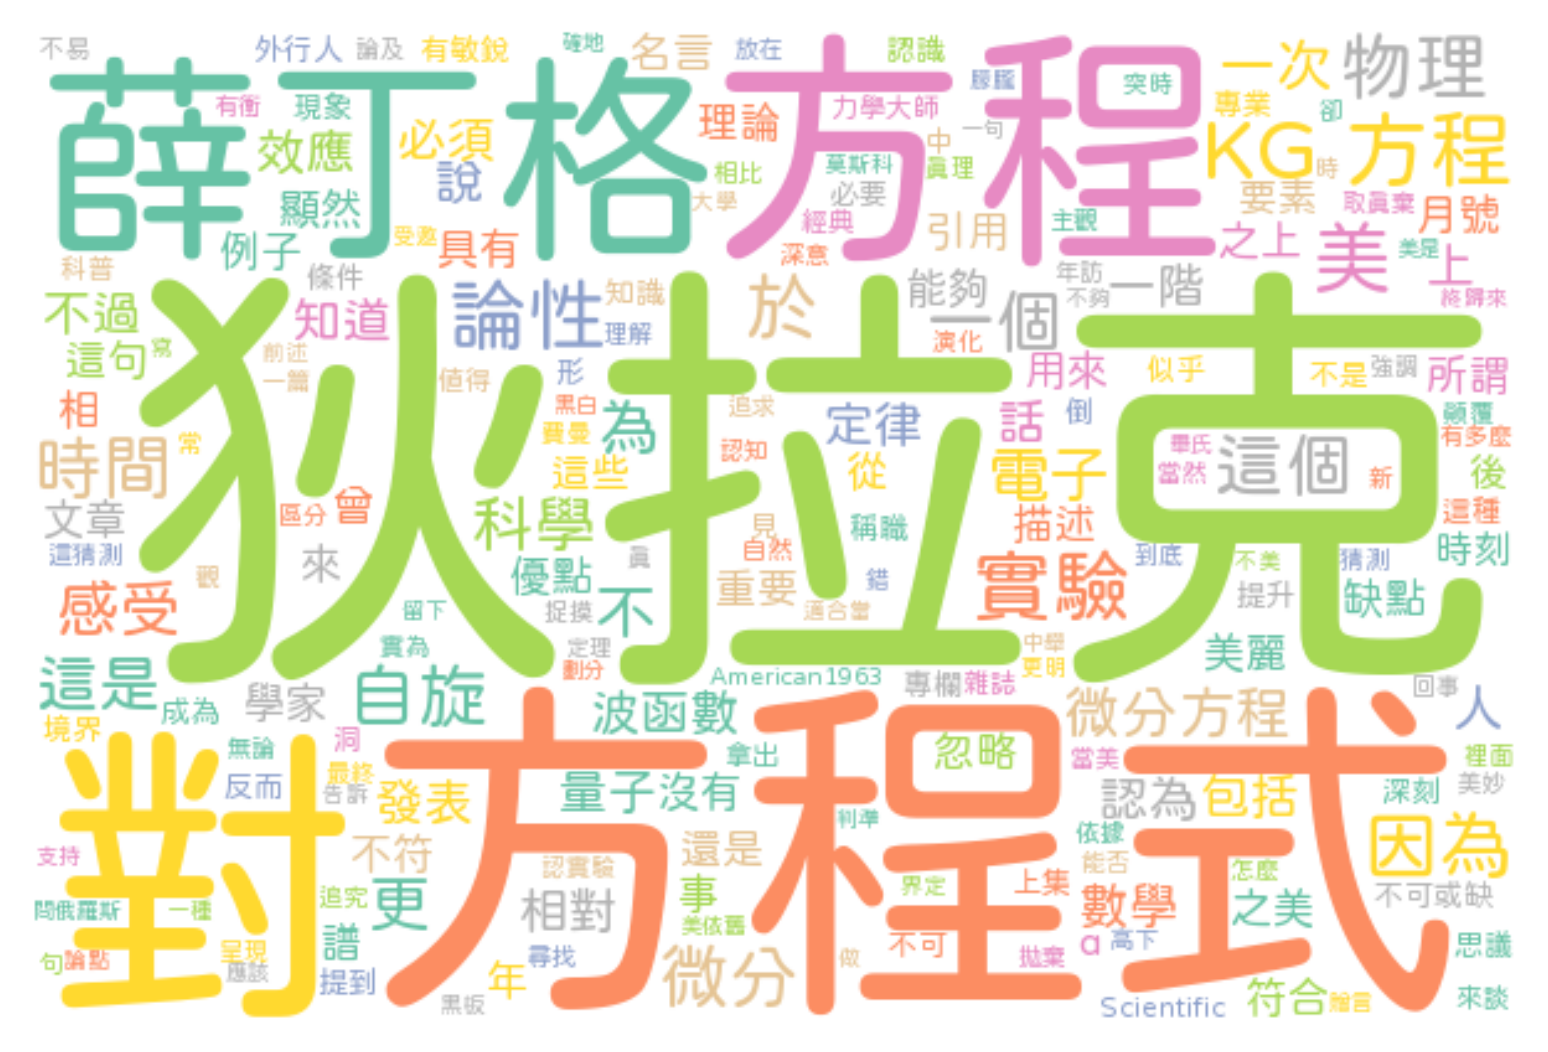 不易 外行人 論及 有敏銳 確地 名言 放在 認識 朦朧 突時 一次 物理
薛丁格 方程 有衝 現象 效應 必須 理論 力學大師 中 一句 專業 卻 KG 方程
顯然 說 相比 大學 莫斯科 必要 真理 要素 時
例子 受邀 具有 經典 深意 引用 主觀 之上 取真棄 月號 美 美是 上
科普 條件 知識 於 能夠 年訪 不夠 一階 終歸來
不過 知道 論性 理解 一個 演化
這句 寫 前述 一篇 值得 形 用來 似乎 不是 強調 所謂
狄拉克
相 黑白 為 追求 定律 話 倒 顛覆
時間 常 費曼 這些 認知 從 電子 畢氏 當然 這個 新 有多麼 後
文章 區分 曾 科學 見 自然 稱職 描述 這種
這猜測 觀 來 優點 真 重要 錯 到底 不美 猜測 時刻
感受 留下 捉摸 不 適合當 實驗 提升 缺點
實為 定理 劃分 中舉 更明 美麗
這是 成為 學家 自旋 American 1963 專欄 雜誌 微分方程 回事 人
境界 無論 洞 波函數 拿出 忽略 當美 裡面
對 方程式
反而 最終 告訴 發表 量子 沒有 判準 認為 包括 深刻 美妙
支持 不符 認實驗 還是 依據 能否 怎麼 因為
問俄羅斯 一種 追究 更 相對 事 美依舊 界定 上集 數學 之美 不可或缺
句 論點 呈現 應該 譜 提到 年 尋找 微分 做 不可 拋棄 a 高下 思議
黑板 Scientific 符合 贈言 來談